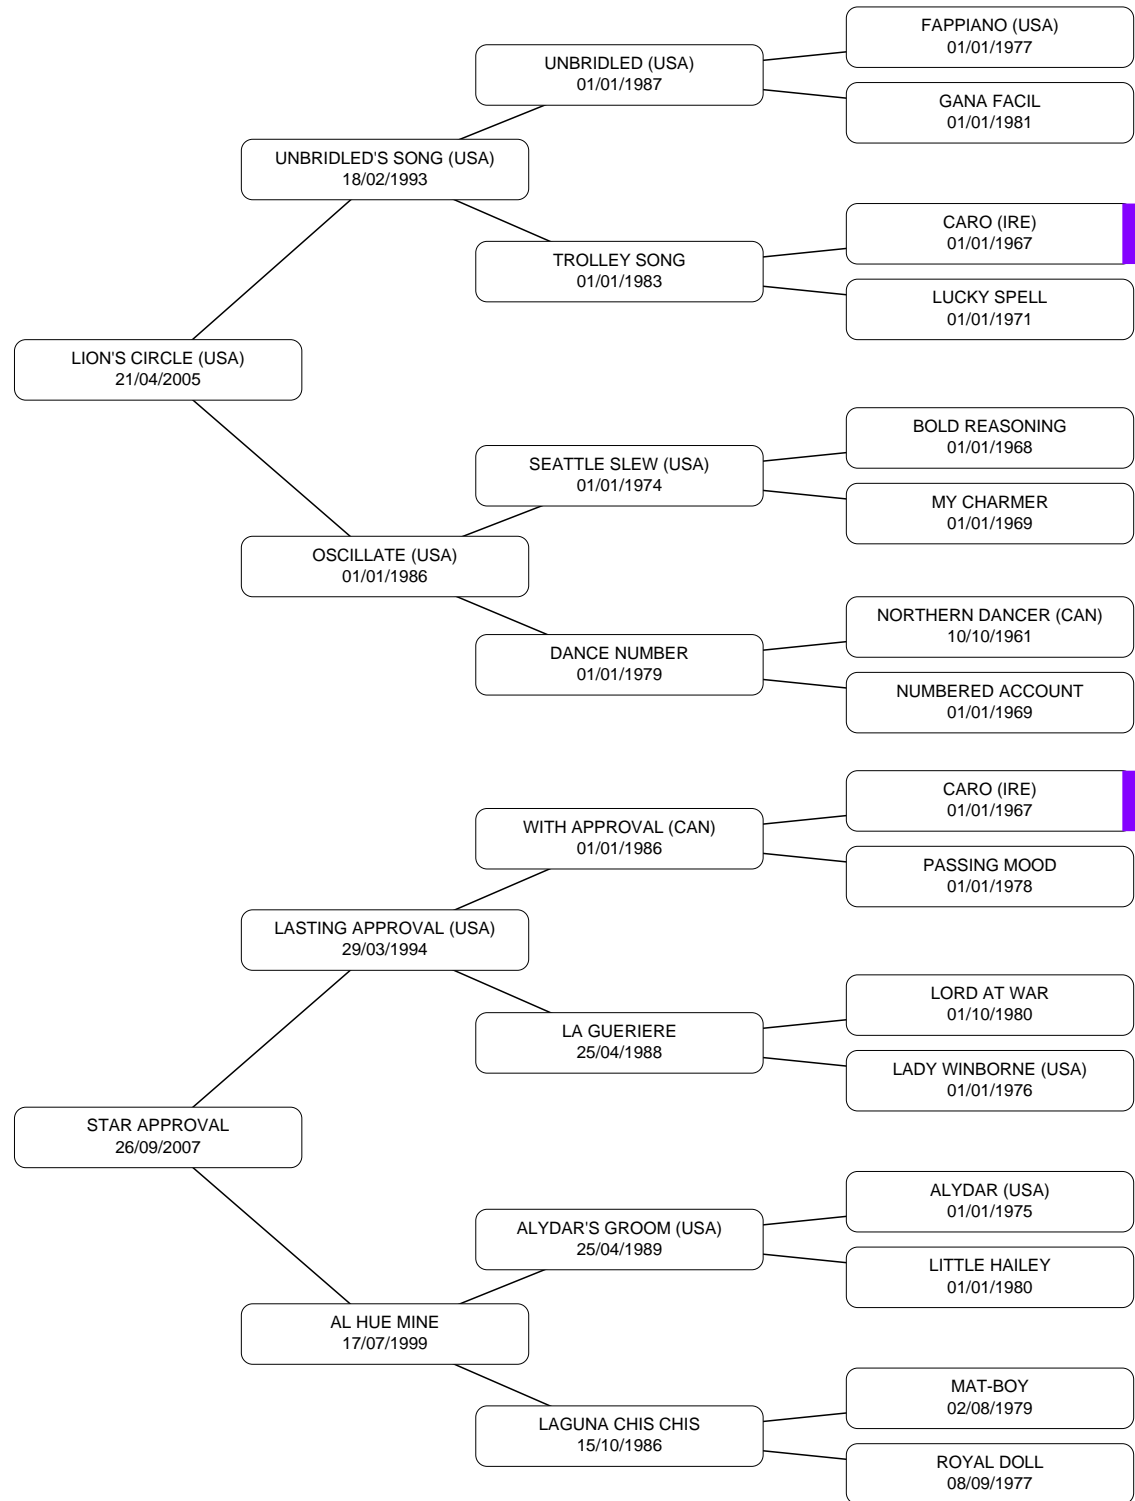 FAPPIANO (USA)
01/01/1977
UNBRIDLED (USA)
01/01/1987
GANA FACIL
01/01/1981
UNBRIDLED'S SONG (USA)
18/02/1993
CARO (IRE)
01/01/1967
TROLLEY SONG
01/01/1983
LUCKY SPELL
01/01/1971
LION'S CIRCLE (USA)
21/04/2005
BOLD REASONING
01/01/1968
SEATTLE SLEW (USA)
01/01/1974
MY CHARMER
01/01/1969
OSCILLATE (USA)
01/01/1986
NORTHERN DANCER (CAN)
10/10/1961
DANCE NUMBER
01/01/1979
NUMBERED ACCOUNT
01/01/1969
CARO (IRE)
01/01/1967
WITH APPROVAL (CAN)
01/01/1986
PASSING MOOD
01/01/1978
LASTING APPROVAL (USA)
29/03/1994
LORD AT WAR
01/10/1980
LA GUERIERE
25/04/1988
LADY WINBORNE (USA)
01/01/1976
STAR APPROVAL
26/09/2007
ALYDAR (USA)
01/01/1975
ALYDAR'S GROOM (USA)
25/04/1989
LITTLE HAILEY
01/01/1980
AL HUE MINE
17/07/1999
MAT-BOY
02/08/1979
LAGUNA CHIS CHIS
15/10/1986
ROYAL DOLL
08/09/1977